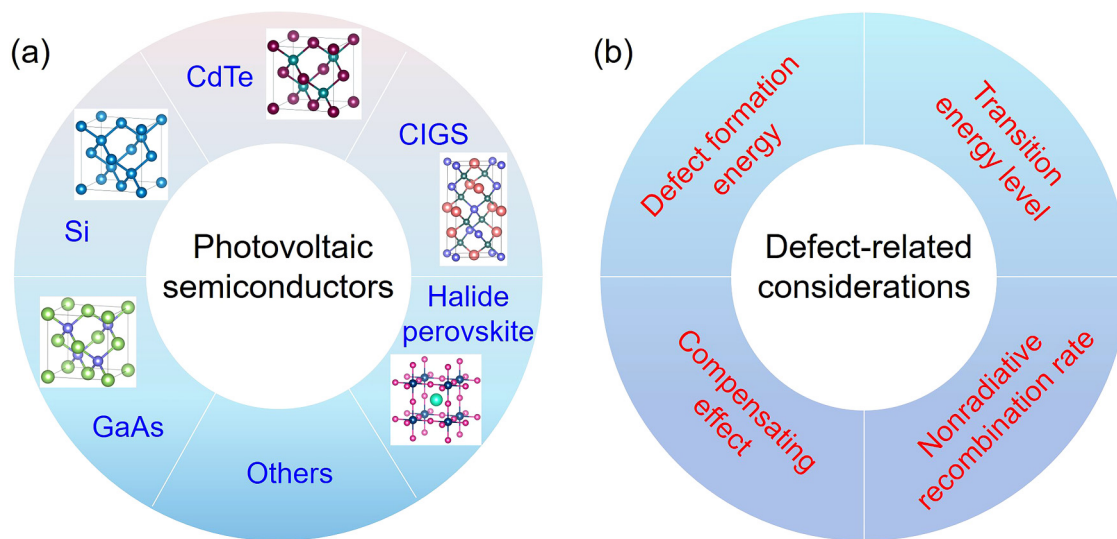 (a)
CdTe
CIGS
Si
Photovoltaic
semiconductors
Halide
perovskite
GaAs
Others
(b)
Defect formation
energy
Transition
energy level
Defect-related
considerations
Compensating
effect
Nonradiative
recombination rate